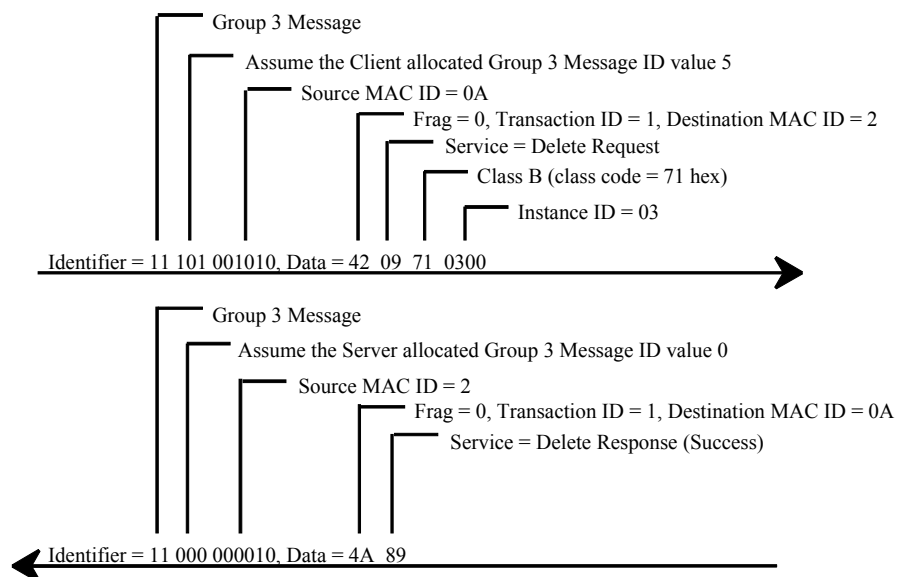 Group 3 Message
Assume the Client allocated Group 3 Message ID value 5
Source MAC ID = 0A
Frag = 0, Transaction ID = 1, Destination MAC ID = 2
Service = Delete Request
Class B (class code = 71 hex)
Instance ID = 03
Identifier = 11 101 001010, Data = 42 09 71 0300
Group 3 Message
Assume the Server allocated Group 3 Message ID value 0
Source MAC ID = 2
Frag = 0, Transaction ID = 1, Destination MAC ID = 0A
Service = Delete Response (Success)
Identifier = 11 000 000010, Data = 4A 89